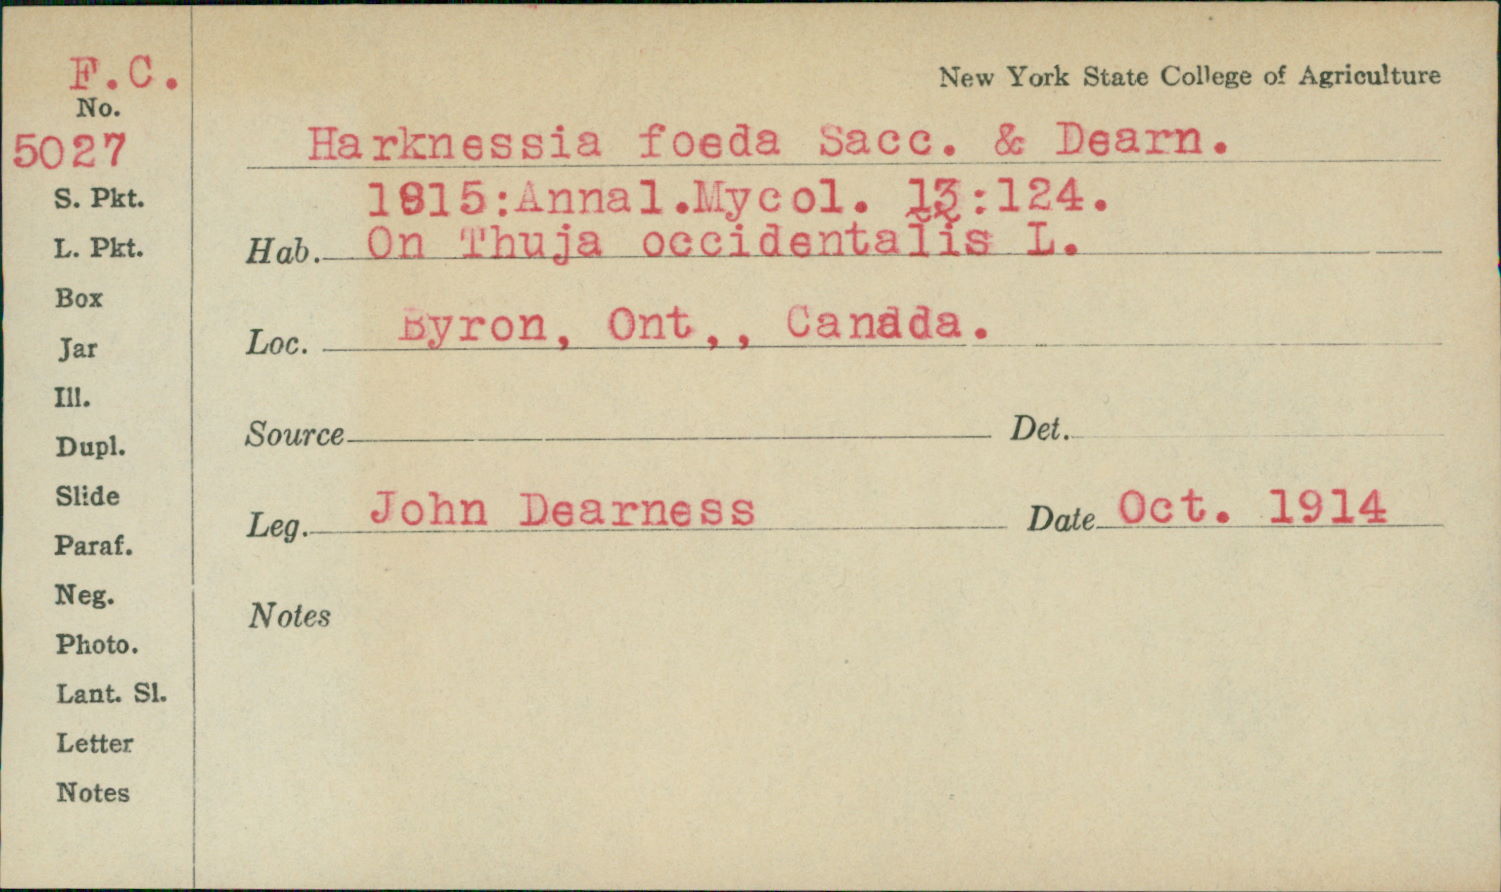 F.C.
New York State College of Agriculture
No.
5027
Harknessia foeda Sacc. & Dearn.
S. Pkt.
1815:Annal.Mycol. 13:124.
L. Pkt.
Hab. On Thuja occidentalis L.
Box
Loc. Byron, Ont,, Canada.
Jar
Ill.
Source Det.
Dupl.
Slide
Leg. John Dearness Date Oct. 1914
Paraf.
Neg.
Notes
Photo.
Lant. Sl.
Letter
Notes